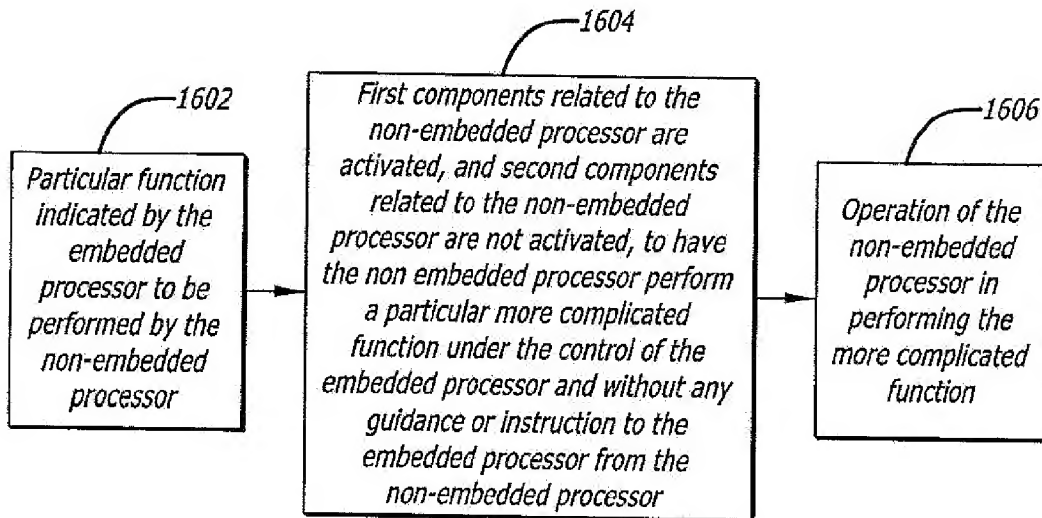 1602
Particular function
indicated by the
embedded
processor to be
performed by the
non-embedded
processor
1604
First components related to the
non-embedded processor are
activated, and second components
related to the non-embedded
processor are not activated, to have
the non embedded processor perform
a particular more complicated
function under the control of the
embedded processor and without any
guidance or instruction to the
embedded processor from the
non-embedded processor
1606
Operation of the
non-embedded
processor in
performing the
more complicated
function